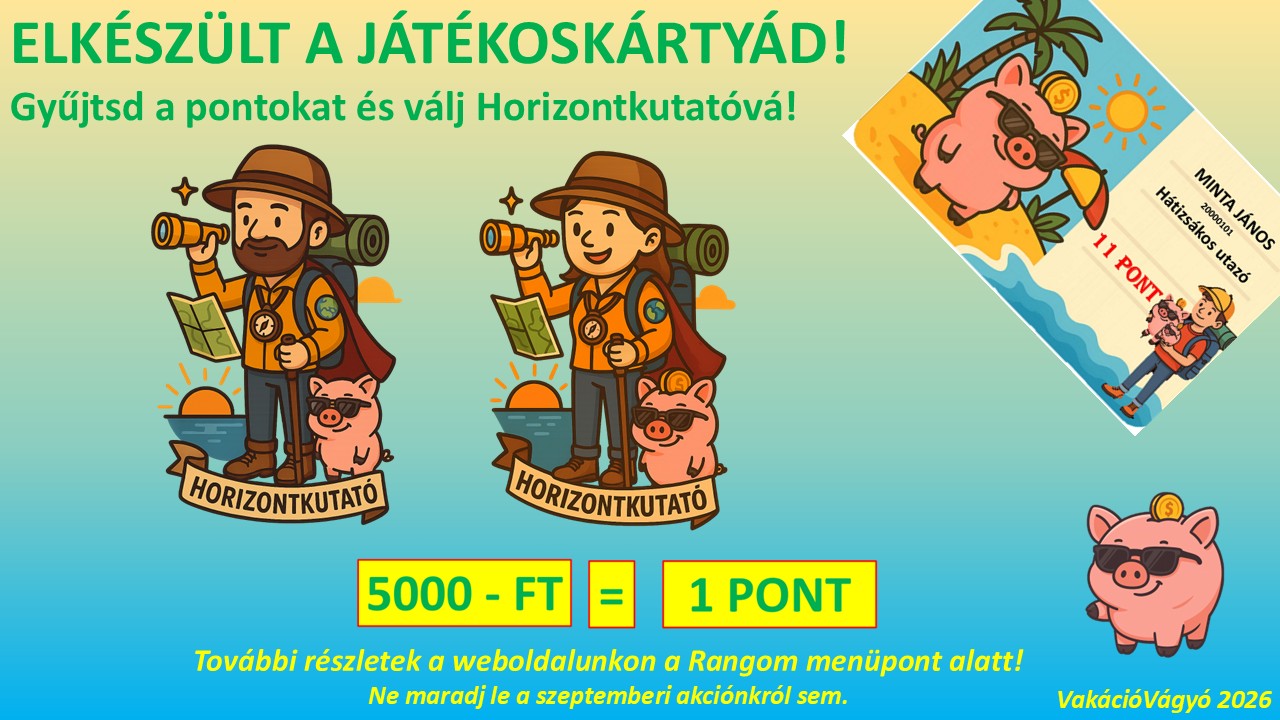 ELKÉSZÜLT A JÁTÉKOSKÁRTYÁD!
Gyűjtsd a pontokat és válj Horizontkutatóvá!
MINTA JÁNOS
20000101
Hátizsákos utazó
11 PONT
HORIZONTKUTATÓ
HORIZONTKUTATÓ
5000 - FT = 1 PONT
További részletek a weboldalunkon a Rangom menüpont alatt!
Ne maradj le a szeptemberi akciónkról sem.
VakációVágyó 2026